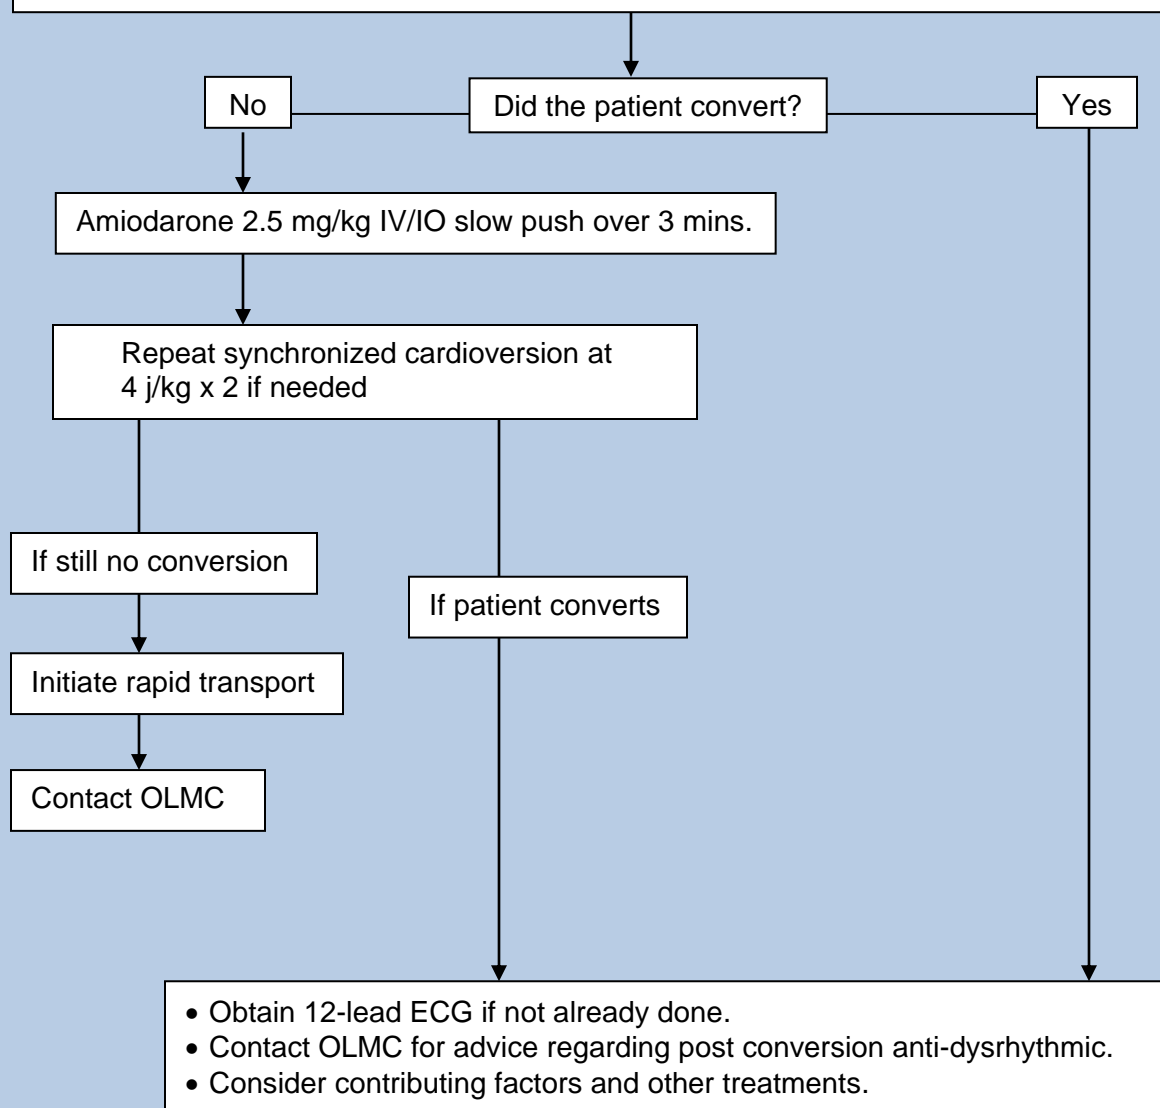 Did the patient convert?
No
Yes
Amiodarone 2.5 mg/kg IV/IO slow push over 3 mins.
Repeat synchronized cardioversion at
4 j/kg x 2 if needed
If still no conversion
If patient converts
Initiate rapid transport
Contact OLMC
• Obtain 12-lead ECG if not already done.
• Contact OLMC for advice regarding post conversion anti-dysrhythmic.
• Consider contributing factors and other treatments.